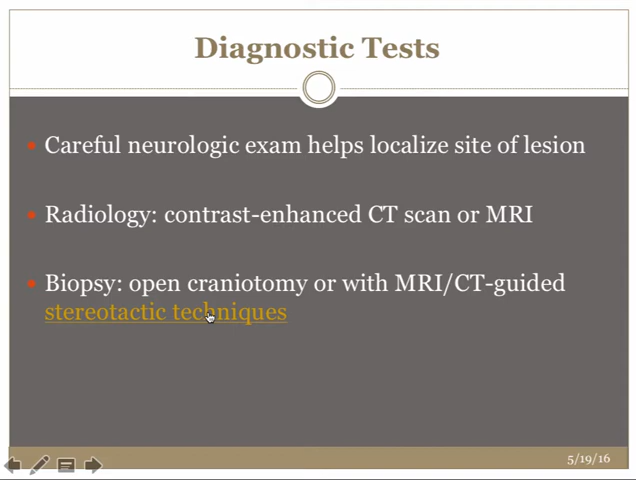 Diagnostic Tests
Careful neurologic exam helps localize site of lesion
Radiology: contrast-enhanced CT scan or MRI
Biopsy: open craniotomy or with MRI/CT-guided
stereotactic techniques
5/19/16